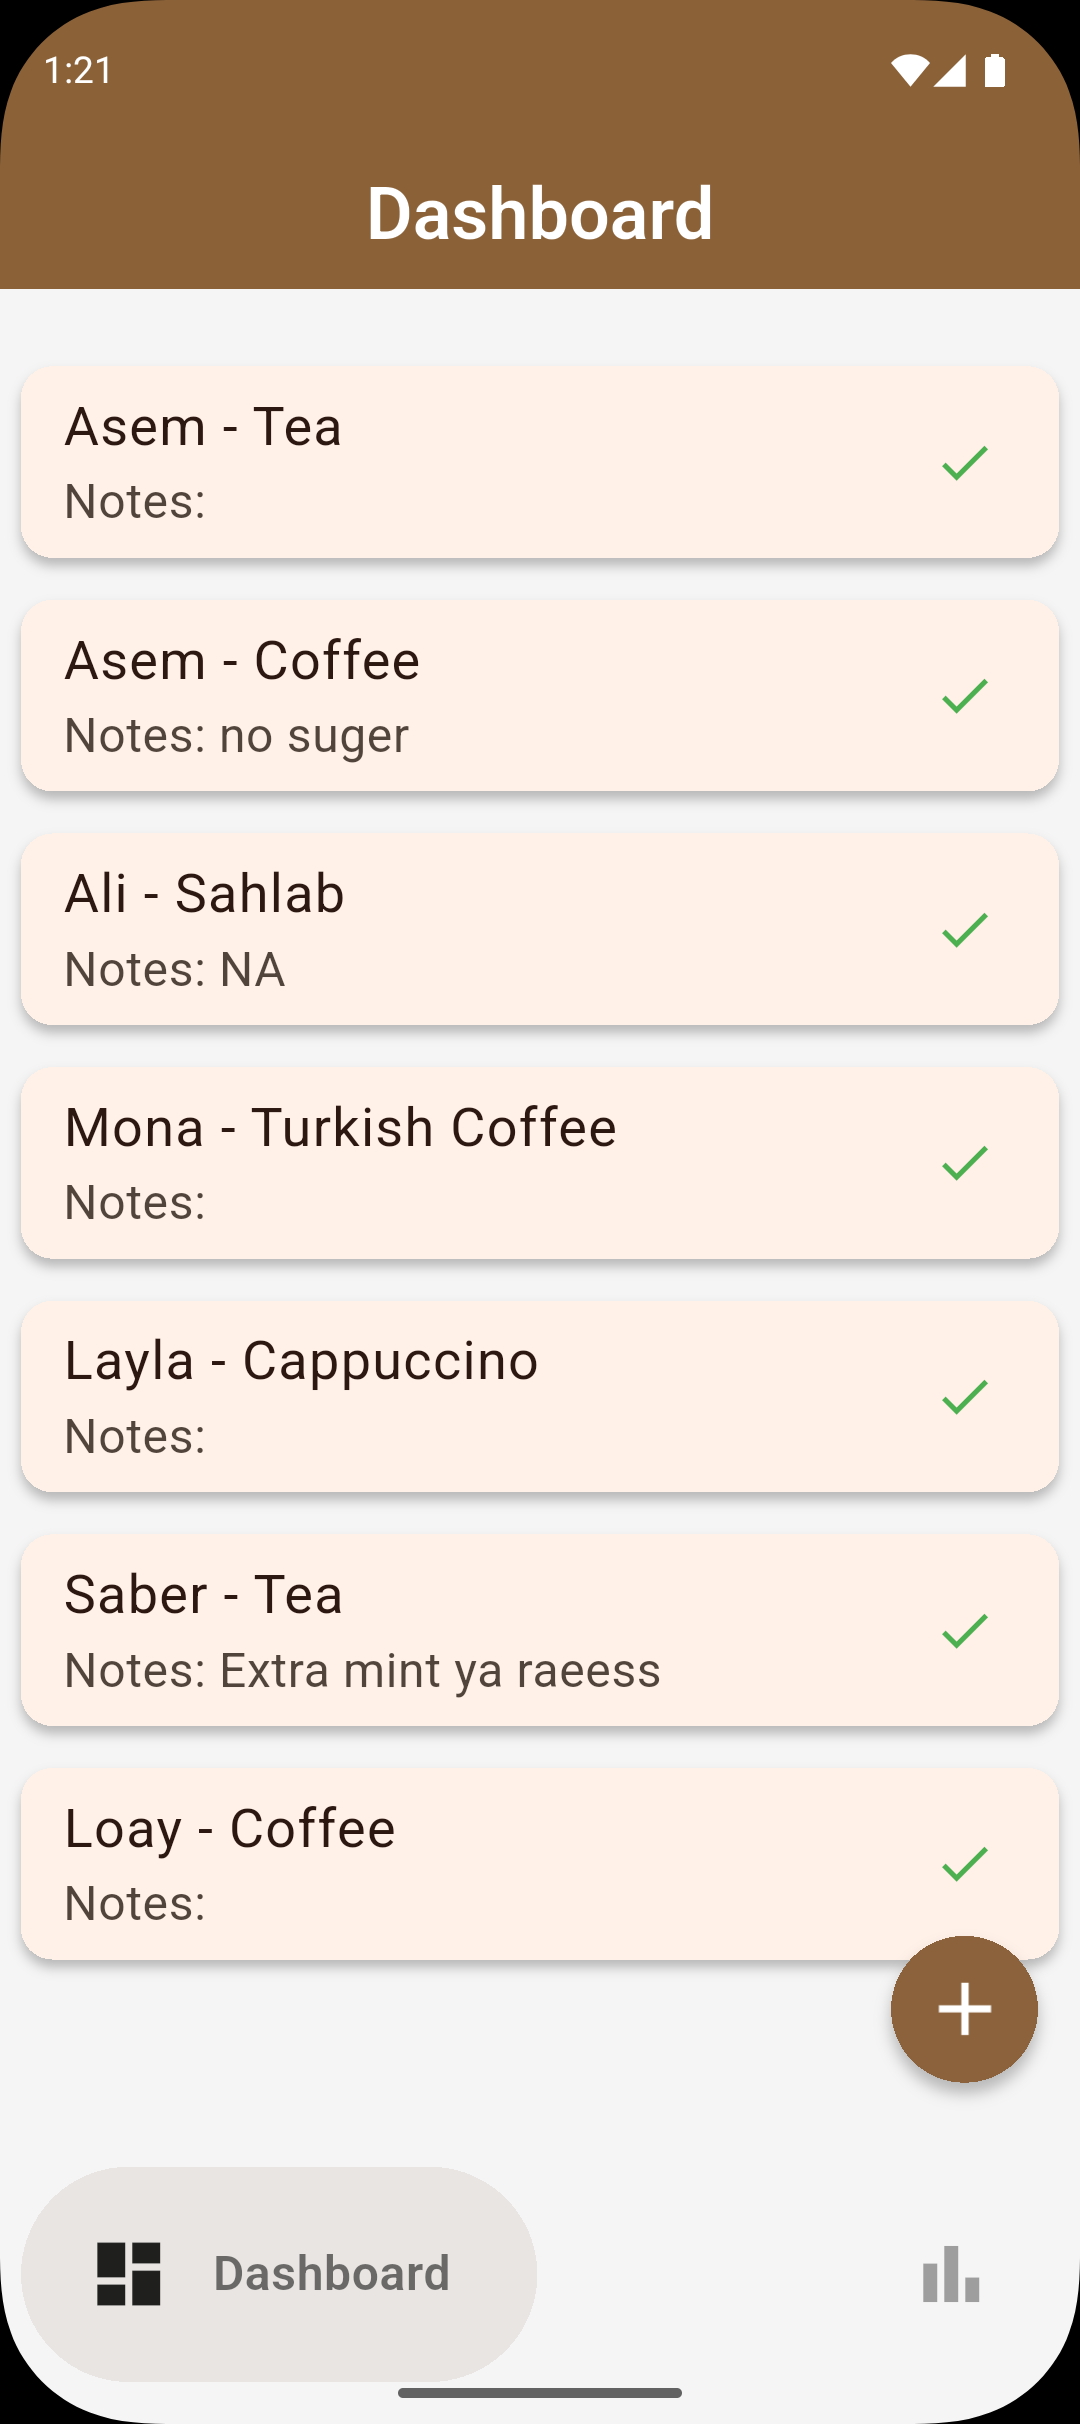 1:21
Dashboard
Asem - Tea
Notes:
Asem - Coffee
Notes: no suger
Ali - Sahlab
Notes: NA
Mona - Turkish Coffee
Notes:
Layla - Cappuccino
Notes:
Saber - Tea
Notes: Extra mint ya raeess
Loay - Coffee
Notes:
Dashboard